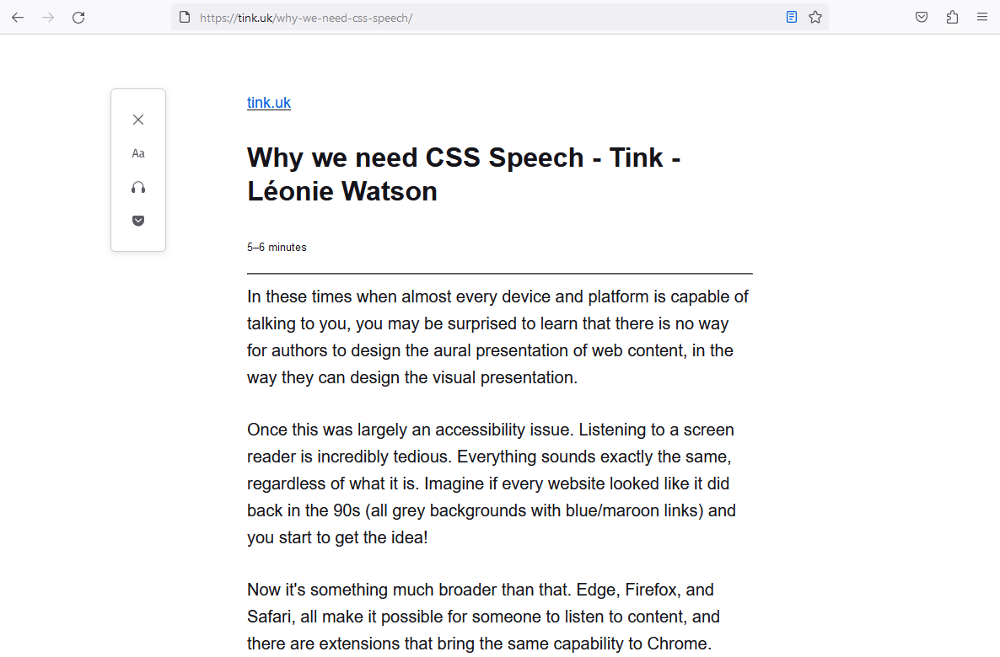 https://tink.uk/why-we-need-css-speech/
tink.uk
Aa
Why we need CSS Speech - Tink -
Léonie Watson
5–6 minutes
In these times when almost every device and platform is capable of
talking to you, you may be surprised to learn that there is no way
for authors to design the aural presentation of web content, in the
way they can design the visual presentation.
Once this was largely an accessibility issue. Listening to a screen
reader is incredibly tedious. Everything sounds exactly the same,
regardless of what it is. Imagine if every website looked like it did
back in the 90s (all grey backgrounds with blue/maroon links) and
you start to get the idea!
Now it's something much broader than that. Edge, Firefox, and
Safari, all make it possible for someone to listen to content, and
there are extensions that bring the same capability to Chrome.